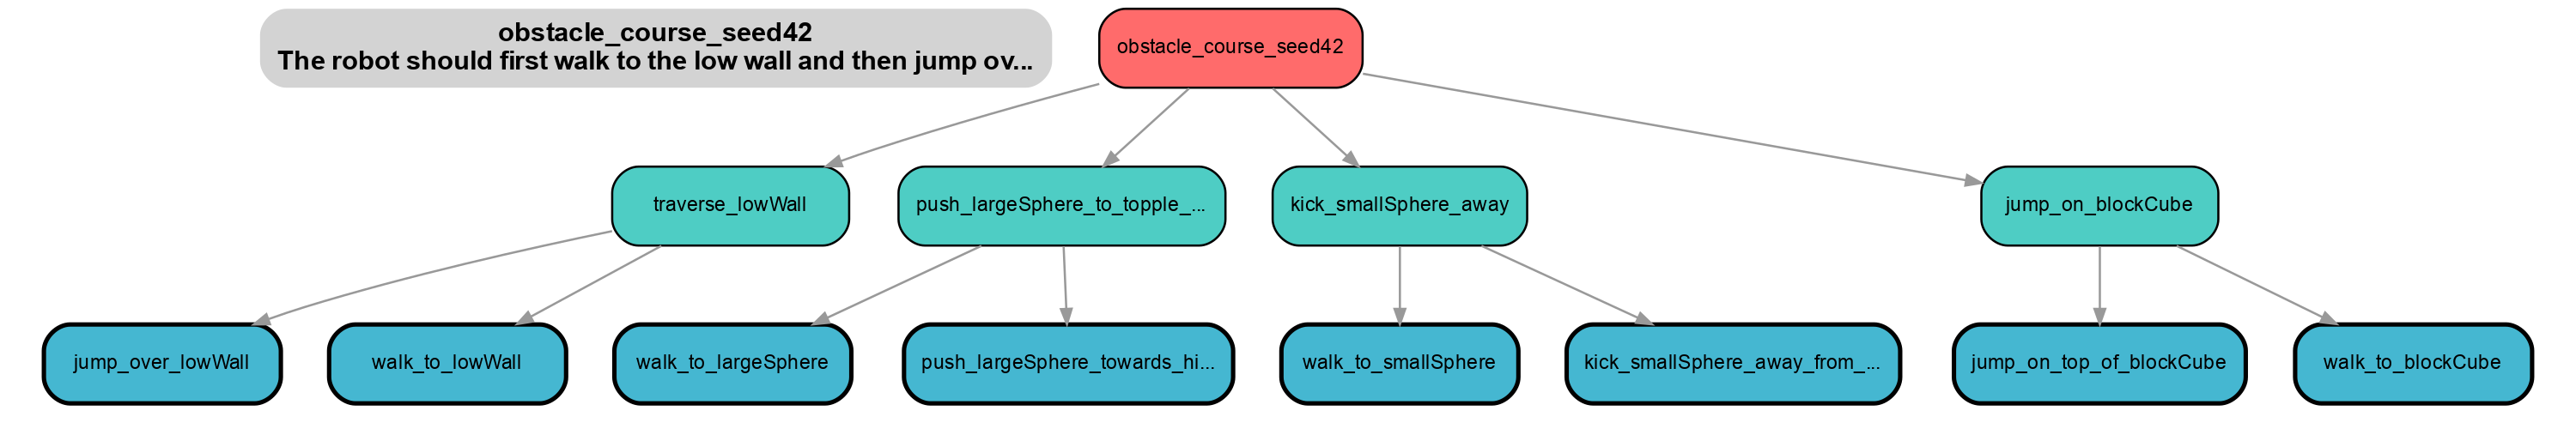 obstacle_course_seed42
The robot should first walk to the low wall and then jump ov...
obstacle_course_seed42
traverse_lowWall
push_largeSphere_to_topple_...
kick_smallSphere_away
jump_on_blockCube
jump_over_lowWall
walk_to_lowWall
walk_to_largeSphere
push_largeSphere_towards_hi...
walk_to_smallSphere
kick_smallSphere_away_from_...
jump_on_top_of_blockCube
walk_to_blockCube